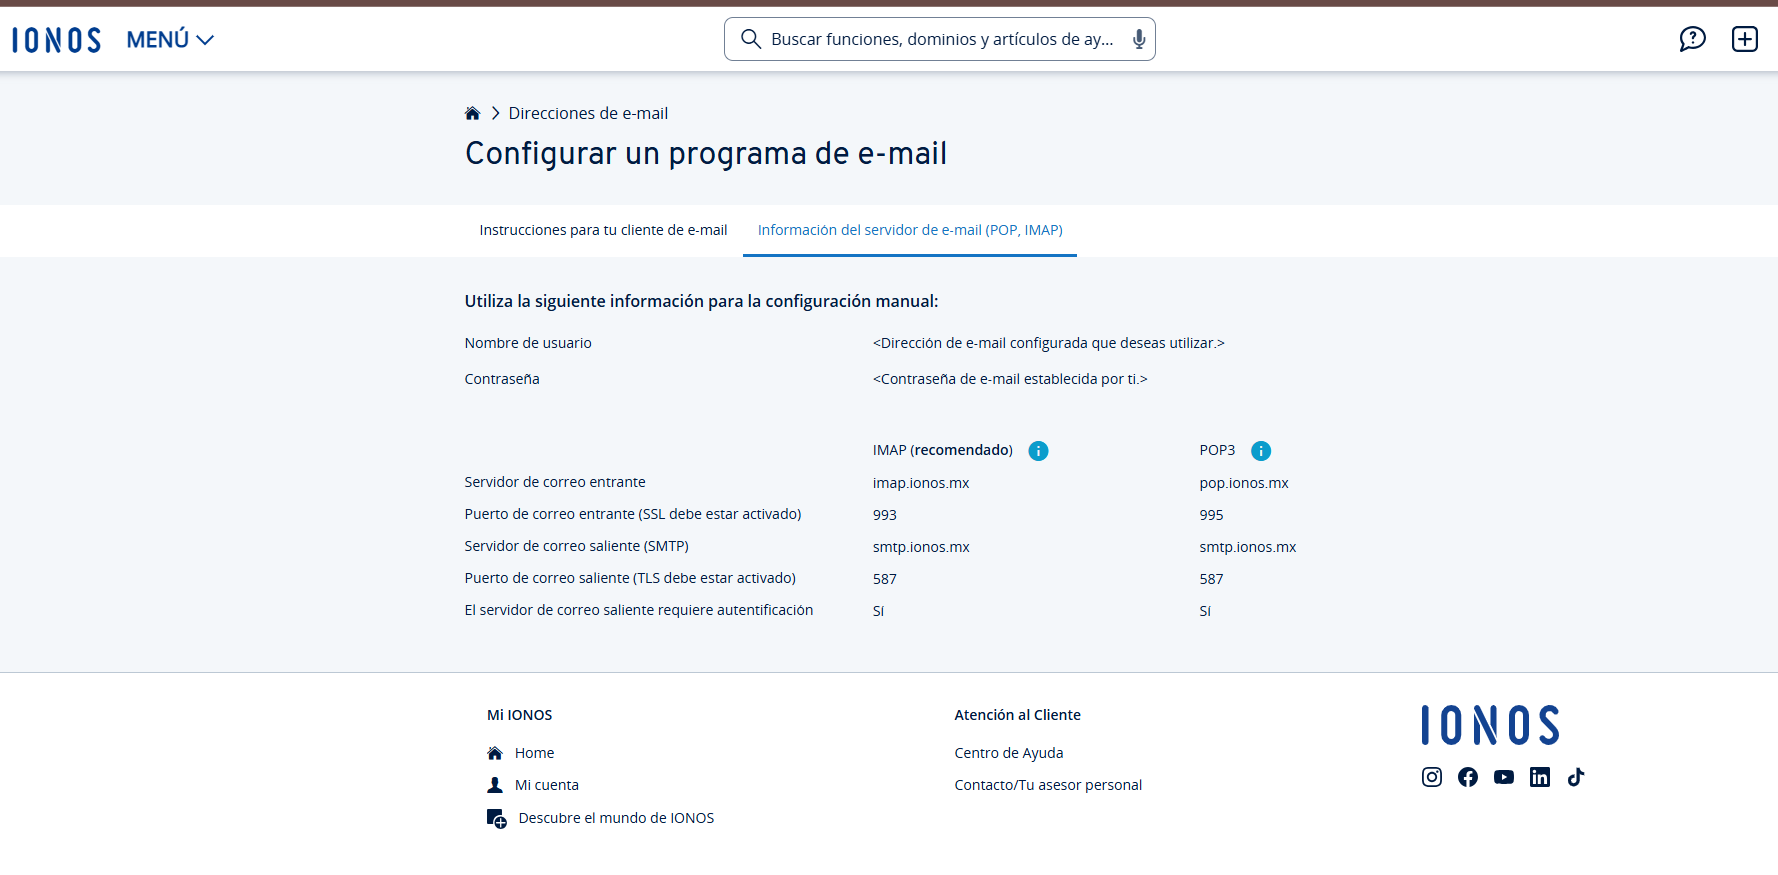 IONOS MENÚ Buscar funciones, dominios y artículos de ay...
Direcciones de e-mail
Configurar un programa de e-mail
Instrucciones para tu cliente de e-mail Información del servidor de e-mail (POP, IMAP)
Utiliza la siguiente información para la configuración manual:
Nombre de usuario <Dirección de e-mail configurada que deseas utilizar.>
Contraseña <Contraseña de e-mail establecida por ti.>
IMAP (recomendado) POP3
Servidor de correo entrante imap.ionos.mx pop.ionos.mx
Puerto de correo entrante (SSL debe estar activado) 993 995
Servidor de correo saliente (SMTP) smtp.ionos.mx smtp.ionos.mx
Puerto de correo saliente (TLS debe estar activado) 587 587
El servidor de correo saliente requiere autentificación Sí Sí
Mi IONOS Atención al Cliente IONOS
Home Centro de Ayuda
Mi cuenta Contacto/Tu asesor personal
Descubre el mundo de IONOS